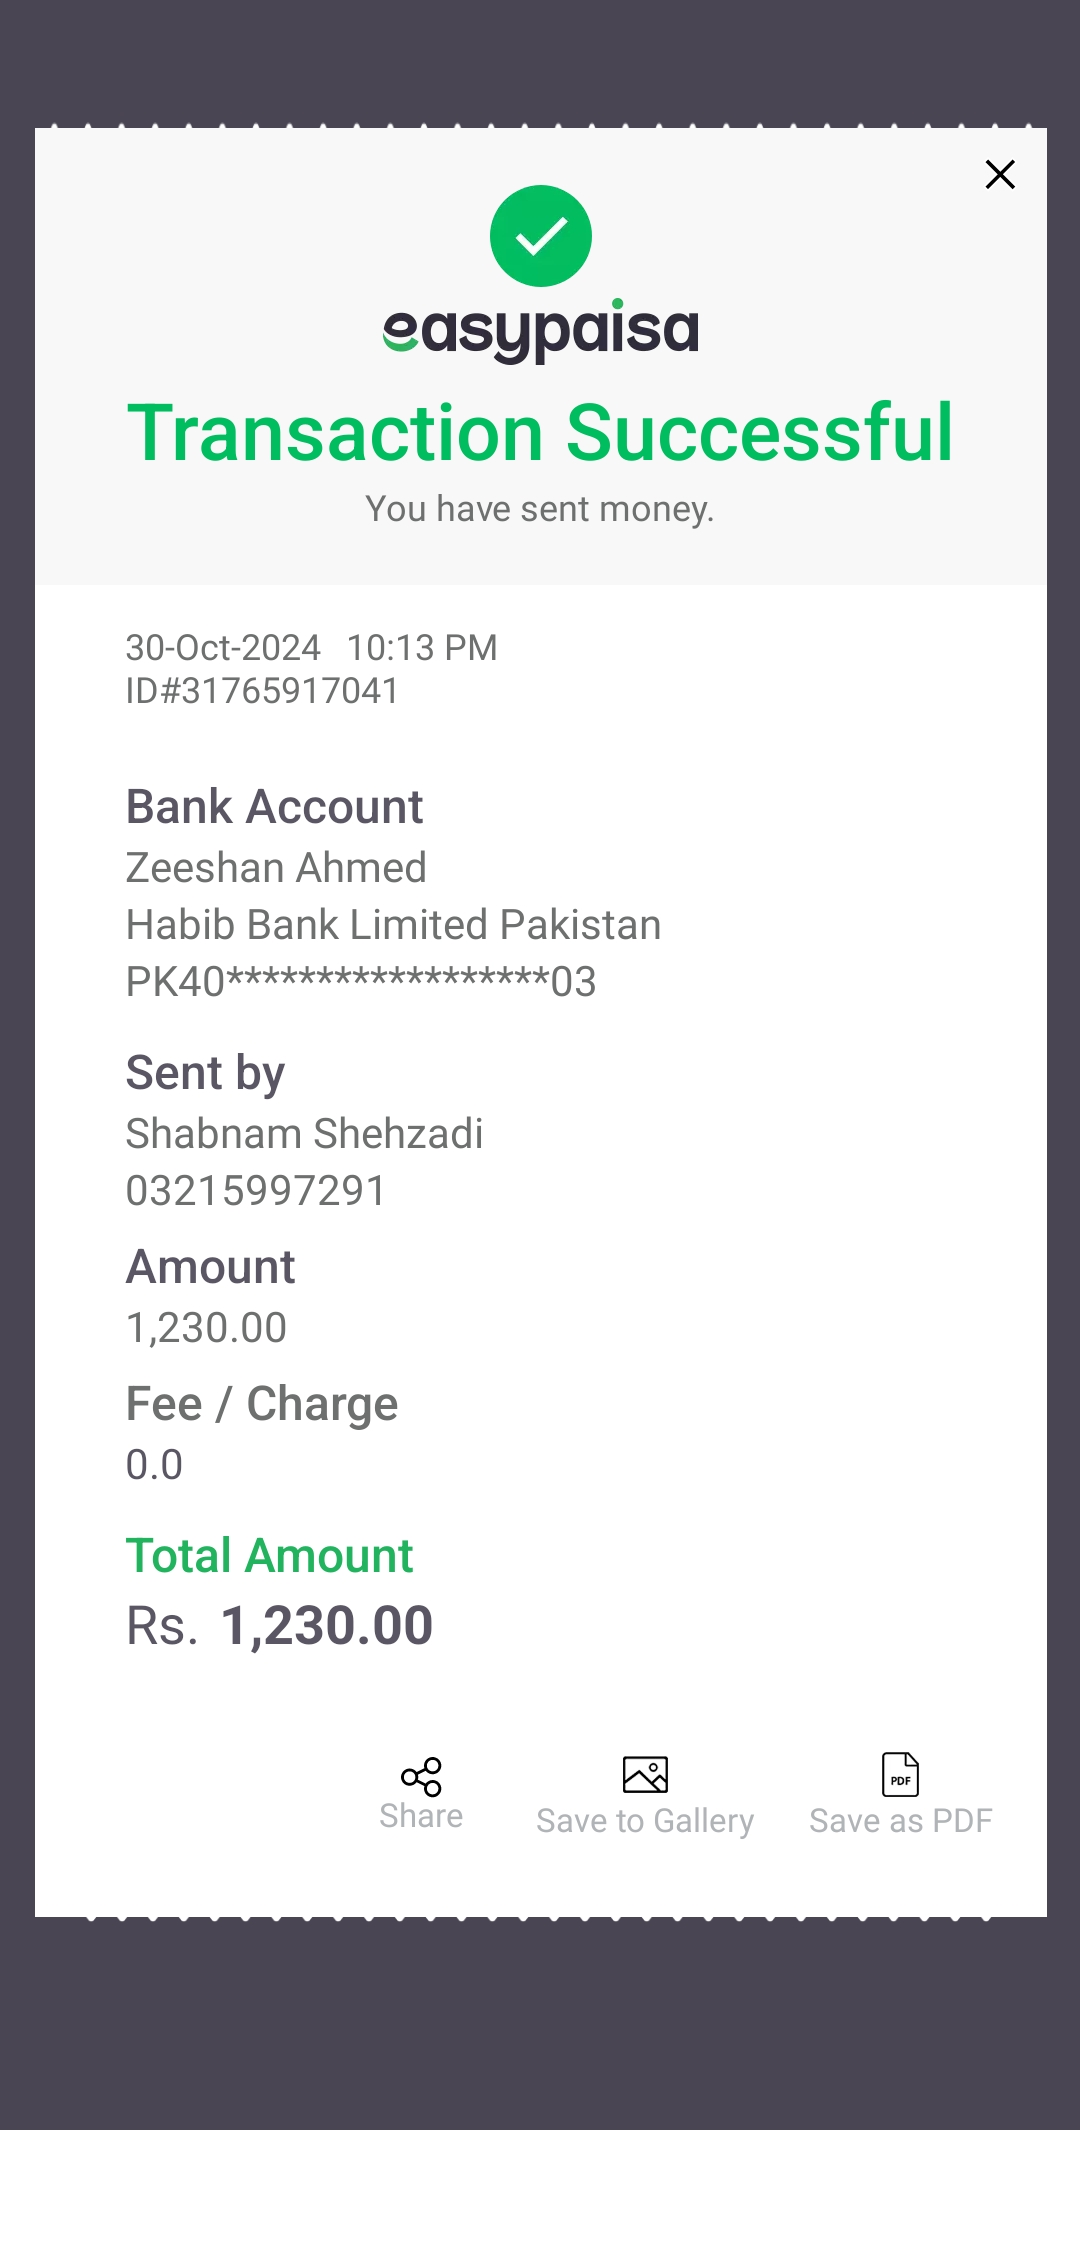 easypaisa
Transaction Successful
You have sent money.
30-Oct-2024 10:13 PM
ID#31765917041
Bank Account
Zeeshan Ahmed
Habib Bank Limited Pakistan
PK40******************03
Sent by
Shabnam Shehzadi
03215997291
Amount
1,230.00
Fee / Charge
0.0
Total Amount
Rs. 1,230.00
Share
Save to Gallery
PDF
Save as PDF